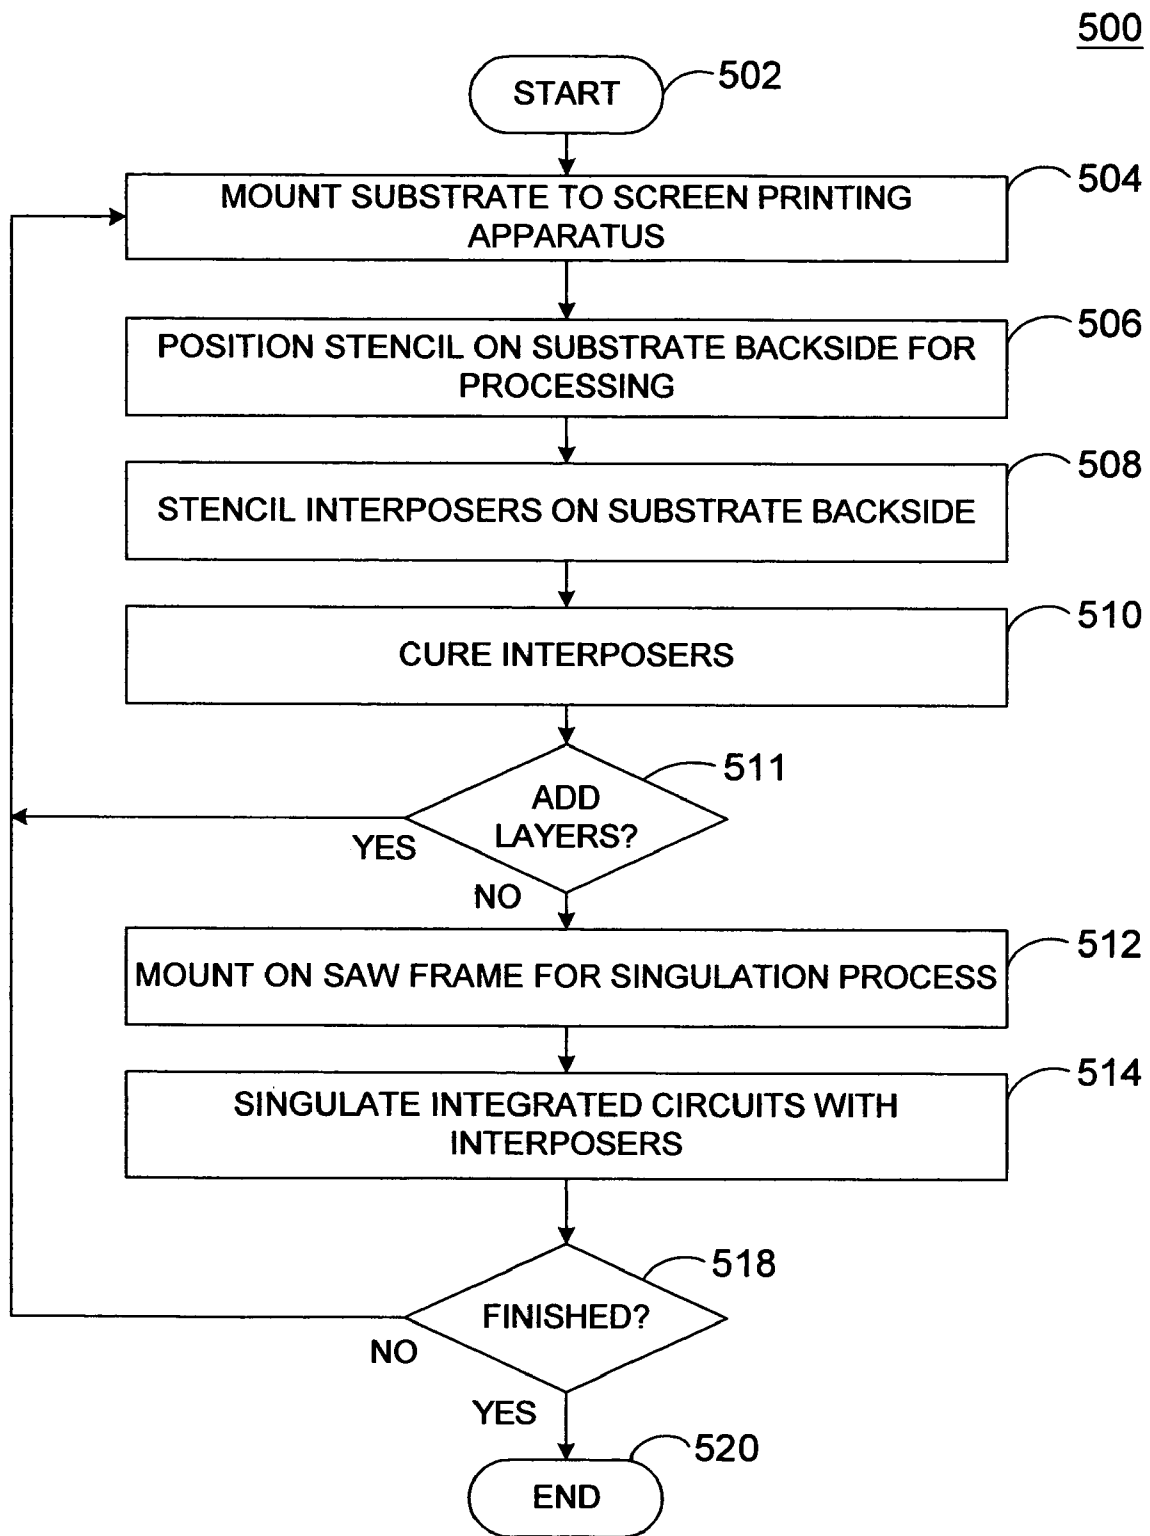 500
START
502
MOUNT SUBSTRATE TO SCREEN PRINTING
APPARATUS
504
POSITION STENCIL ON SUBSTRATE BACKSIDE FOR
PROCESSING
506
STENCIL INTERPOSERS ON SUBSTRATE BACKSIDE
508
CURE INTERPOSERS
510
ADD
LAYERS?
511
YES
NO
MOUNT ON SAW FRAME FOR SINGULATION PROCESS
512
SINGULATE INTEGRATED CIRCUITS WITH
INTERPOSERS
514
FINISHED?
518
NO
YES
END
520